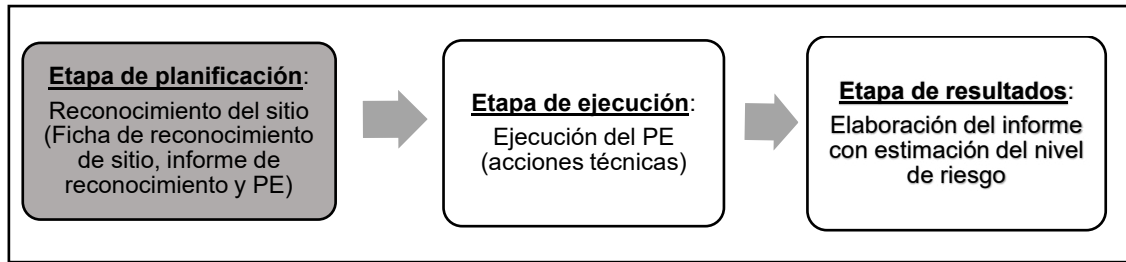 Etapa de planificación:
Reconocimiento del sitio
(Ficha de reconocimiento
de sitio, informe de
reconocimiento y PE)
Etapa de ejecución:
Ejecución del PE
(acciones técnicas)
Etapa de resultados:
Elaboración del informe
con estimación del nivel
de riesgo